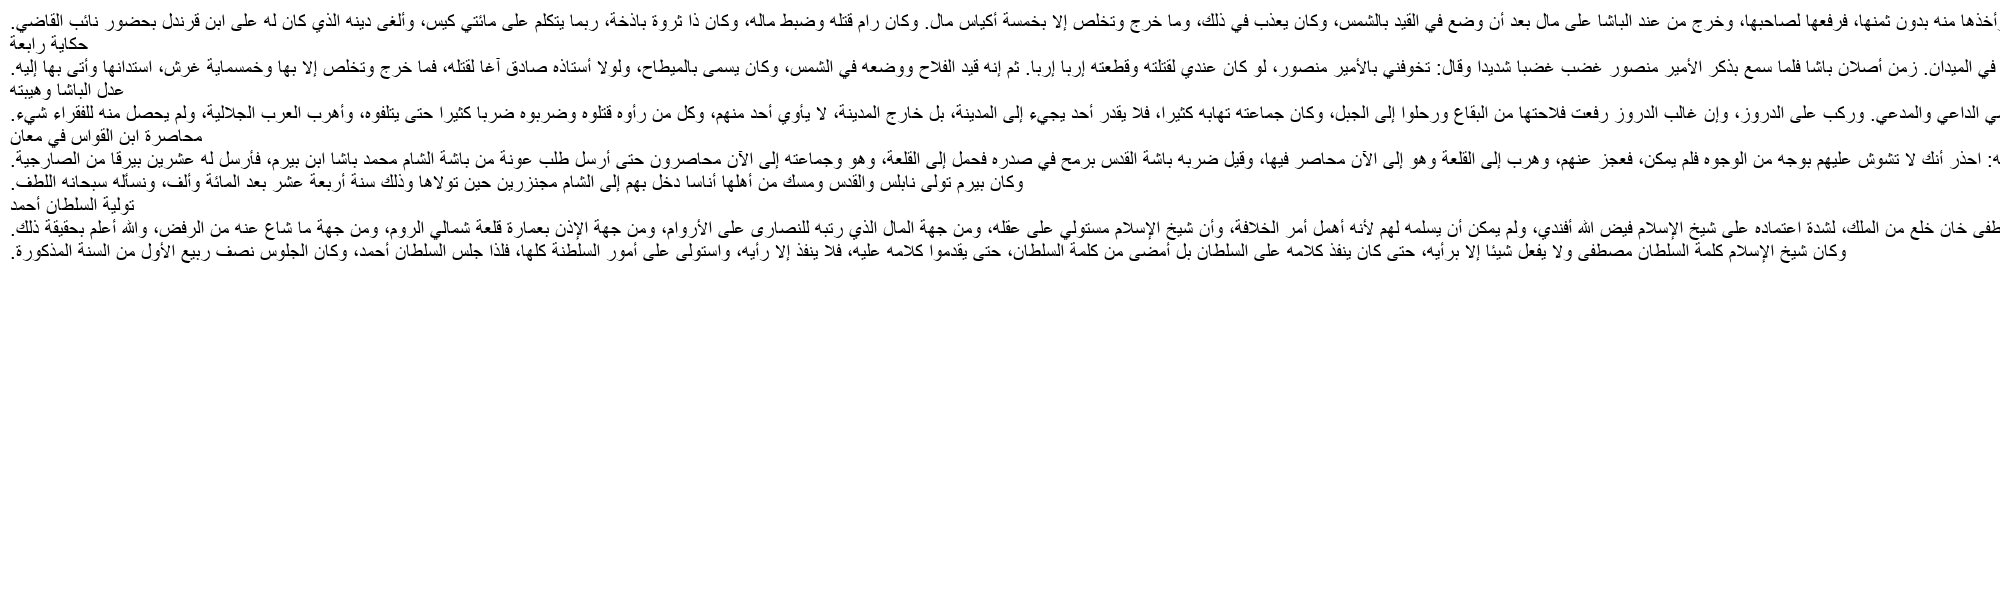 أخذها منه بدون ثمنها، فرفعها لصاحبها، وخرج من عند الباشا على مال بعد أن وضع في القيد بالشمس، وكان يعذب في ذلك، وما خرج وتخلص إلا بخمسة أكياس مال. وكان رام قتله وضبط ماله، وكان ذا ثروة باذخة، ربما يتكلم على مائتي كيس، وألغى دينه الذي كان له على ابن قرندل بحضور نائب القاضي.
حكاية رابعة
في الميدان. زمن أصلان باشا فلما سمع بذكر الأمير منصور غضب غضبا شديدا وقال: تخوفني بالأمير منصور، لو كان عندي لقتلته وقطعته إربا إربا. ثم إنه قيد الفلاح ووضعه في الشمس، وكان يسمى بالميطاح، ولولا أستاذه صادق آغا لقتله، فما خرج وتخلص إلا بها وخمسماية غرش، استدانها وأتى بها إليه.
عدل الباشا وهيبته
ي الداعي والمدعي. وركب على الدروز، وإن غالب الدروز رفعت فلاحتها من البقاع ورحلوا إلى الجبل، وكان جماعته تهابه كثيرا، فلا يقدر أحد يجيء إلى المدينة، بل خارج المدينة، لا يأوي أحد منهم، وكل من رأوه قتلوه وضربوه ضربا كثيرا حتى يتلفوه، وأهرب العرب الجلالية، ولم يحصل منه للفقراء شيء.
محاصرة ابن القواس في معان
ه: احذر أنك لا تشوش عليهم بوجه من الوجوه فلم يمكن، فعجز عنهم، وهرب إلى القلعة وهو إلى الآن محاصر فيها، وقيل ضربه باشة القدس برمح في صدره فحمل إلى القلعة، وهو وجماعته إلى الآن محاصرون حتى أرسل طلب عونة من باشة الشام محمد باشا ابن بيرم، فأرسل له عشرين بيرقا من الصارجية.
وكان بيرم تولى نابلس والقدس ومسك من أهلها أناسا دخل بهم إلى الشام مجنزرين حين تولاها وذلك سنة أربعة عشر بعد المائة وألف، ونسأله سبحانه اللطف.
تولية السلطان أحمد
طفى خان خلع من الملك، لشدة اعتماده على شيخ الإسلام فيض الله أفندي، ولم يمكن أن يسلمه لهم لأنه أهمل أمر الخلافة، وأن شيخ الإسلام مستولي على عقله، ومن جهة المال الذي رتبه للنصارى على الأروام، ومن جهة الإذن بعمارة قلعة شمالي الروم، ومن جهة ما شاع عنه من الرفض، والله أعلم بحقيقة ذلك.
وكان شيخ الإسلام كلمة السلطان مصطفى ولا يفعل شيئا إلا برأيه، حتى كان ينفذ كلامه على السلطان بل أمضى من كلمة السلطان، حتى يقدموا كلامه عليه، فلا ينفذ إلا رأيه، واستولى على أمور السلطنة كلها، فلذا جلس السلطان أحمد، وكان الجلوس نصف ربيع الأول من السنة المذكورة.